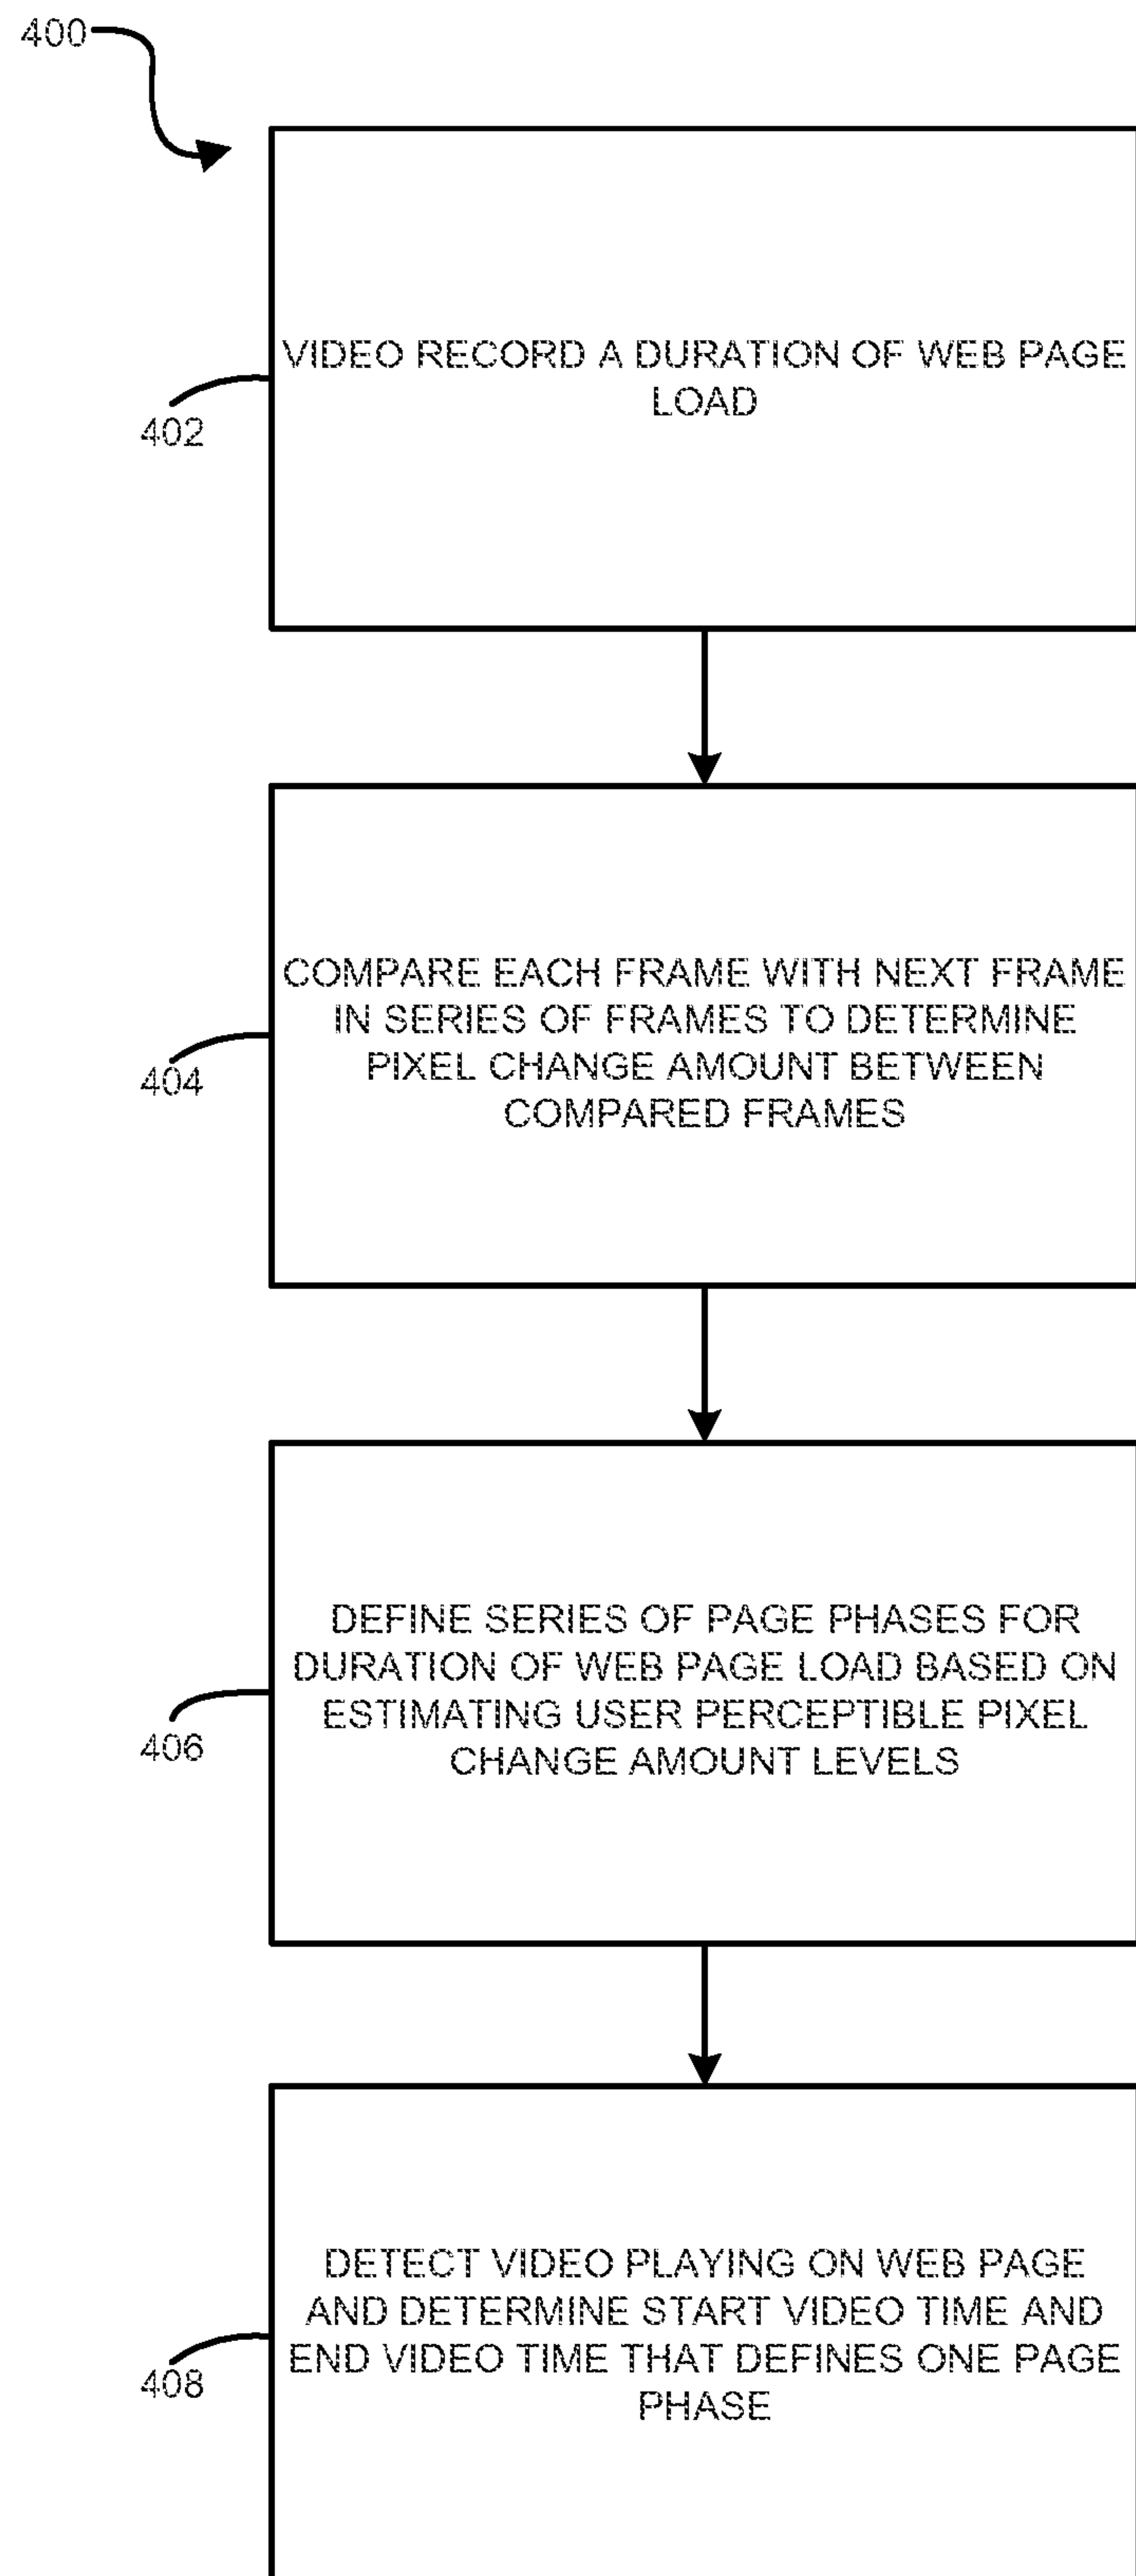 400
VIDEO RECORD A DURATION OF WEB PAGE
LOAD
402
COMPARE EACH FRAME WITH NEXT FRAME
IN SERIES OF FRAMES TO DETERMINE
PIXEL CHANGE AMOUNT BETWEEN
COMPARED FRAMES
404
DEFINE SERIES OF PAGE PHASES FOR
DURATION OF WEB PAGE LOAD BASED ON
ESTIMATING USER PERCEPTIBLE PIXEL
CHANGE AMOUNT LEVELS
406
DETECT VIDEO PLAYING ON WEB PAGE
AND DETERMINE START VIDEO TIME AND
END VIDEO TIME THAT DEFINES ONE PAGE
PHASE
408